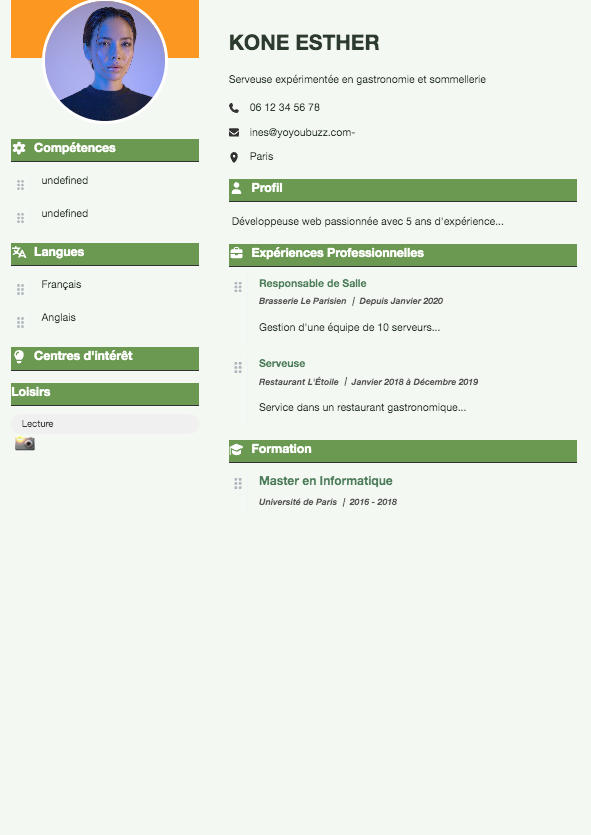 KONE ESTHER
Serveuse expérimentée en gastronomie et sommellerie
06 12 34 56 78
ines@yoyoubuzz.com-
Paris
Compétences
undefined
undefined
Langues
Français
Anglais
Centres d'intérêt
Loisirs
Lecture
Profil
Développeuse web passionnée avec 5 ans d'expérience...
Expériences Professionnelles
Responsable de Salle
Brasserie Le Parisien | Depuis Janvier 2020
Gestion d'une équipe de 10 serveurs...
Serveuse
Restaurant L'Étoile | Janvier 2018 à Décembre 2019
Service dans un restaurant gastronomique...
Formation
Master en Informatique
Université de Paris | 2016 - 2018